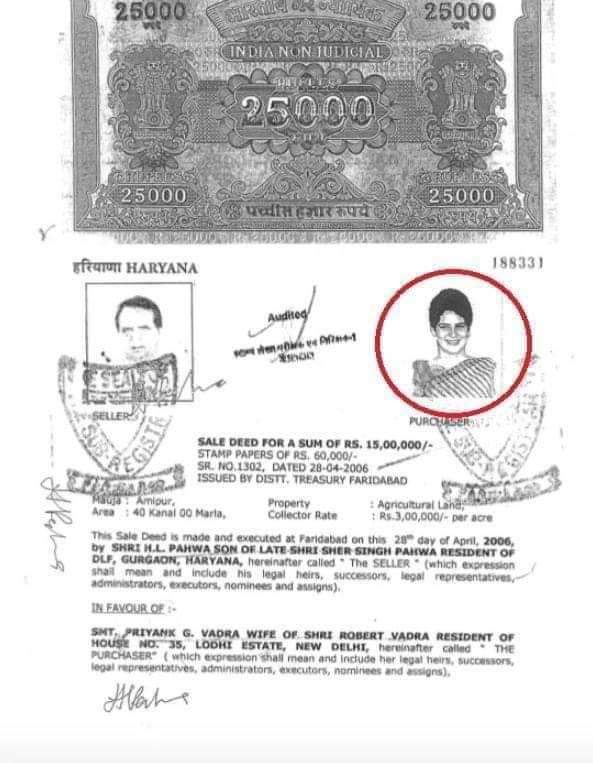 25000 भारतीय गैर न्यायिक 25000
रुपये रुपये
INDIA NON JUDICIAL
RUPEES
25000
25000 25000
पच्चीस हजार रुपये
हरियाणा HARYANA
188331
Audited
SELLER
PURCHASER
SUB-REGISTR
SUB-REGISTR
SALE DEED FOR A SUM OF RS. 15,00,000/-
STAMP PAPERS OF RS. 60,000/-
SR. NO.1302, DATED 28-04-2006
ISSUED BY DISTT. TREASURY FARIDABAD
Mauja : Amipur, Property : Agricultural Land,
Area : 40 Kanal 00 Marla, Collector Rate : Rs.3,00,000/- per acre
This Sale Deed is made and executed at Faridabad on this 28th day of April, 2006,
by SHRI H.L. PAHWA SON OF LATE SHRI SHER SINGH PAHWA RESIDENT OF
DLF, GURGAON, HARYANA, hereinafter called " The SELLER " (which expression
shall mean and include his legal heirs, successors, legal representatives,
administrators, executors, nominees and assigns).
IN FAVOUR OF :-
SMT. PRIYANK G. VADRA WIFE OF SHRI ROBERT VADRA RESIDENT OF
HOUSE NO. 35, LODHI ESTATE, NEW DELHI, hereinafter called " THE
PURCHASER" ( which expression shall mean and include her legal heirs, successors,
legal representatives, administrators, executors, nominees and assigns),